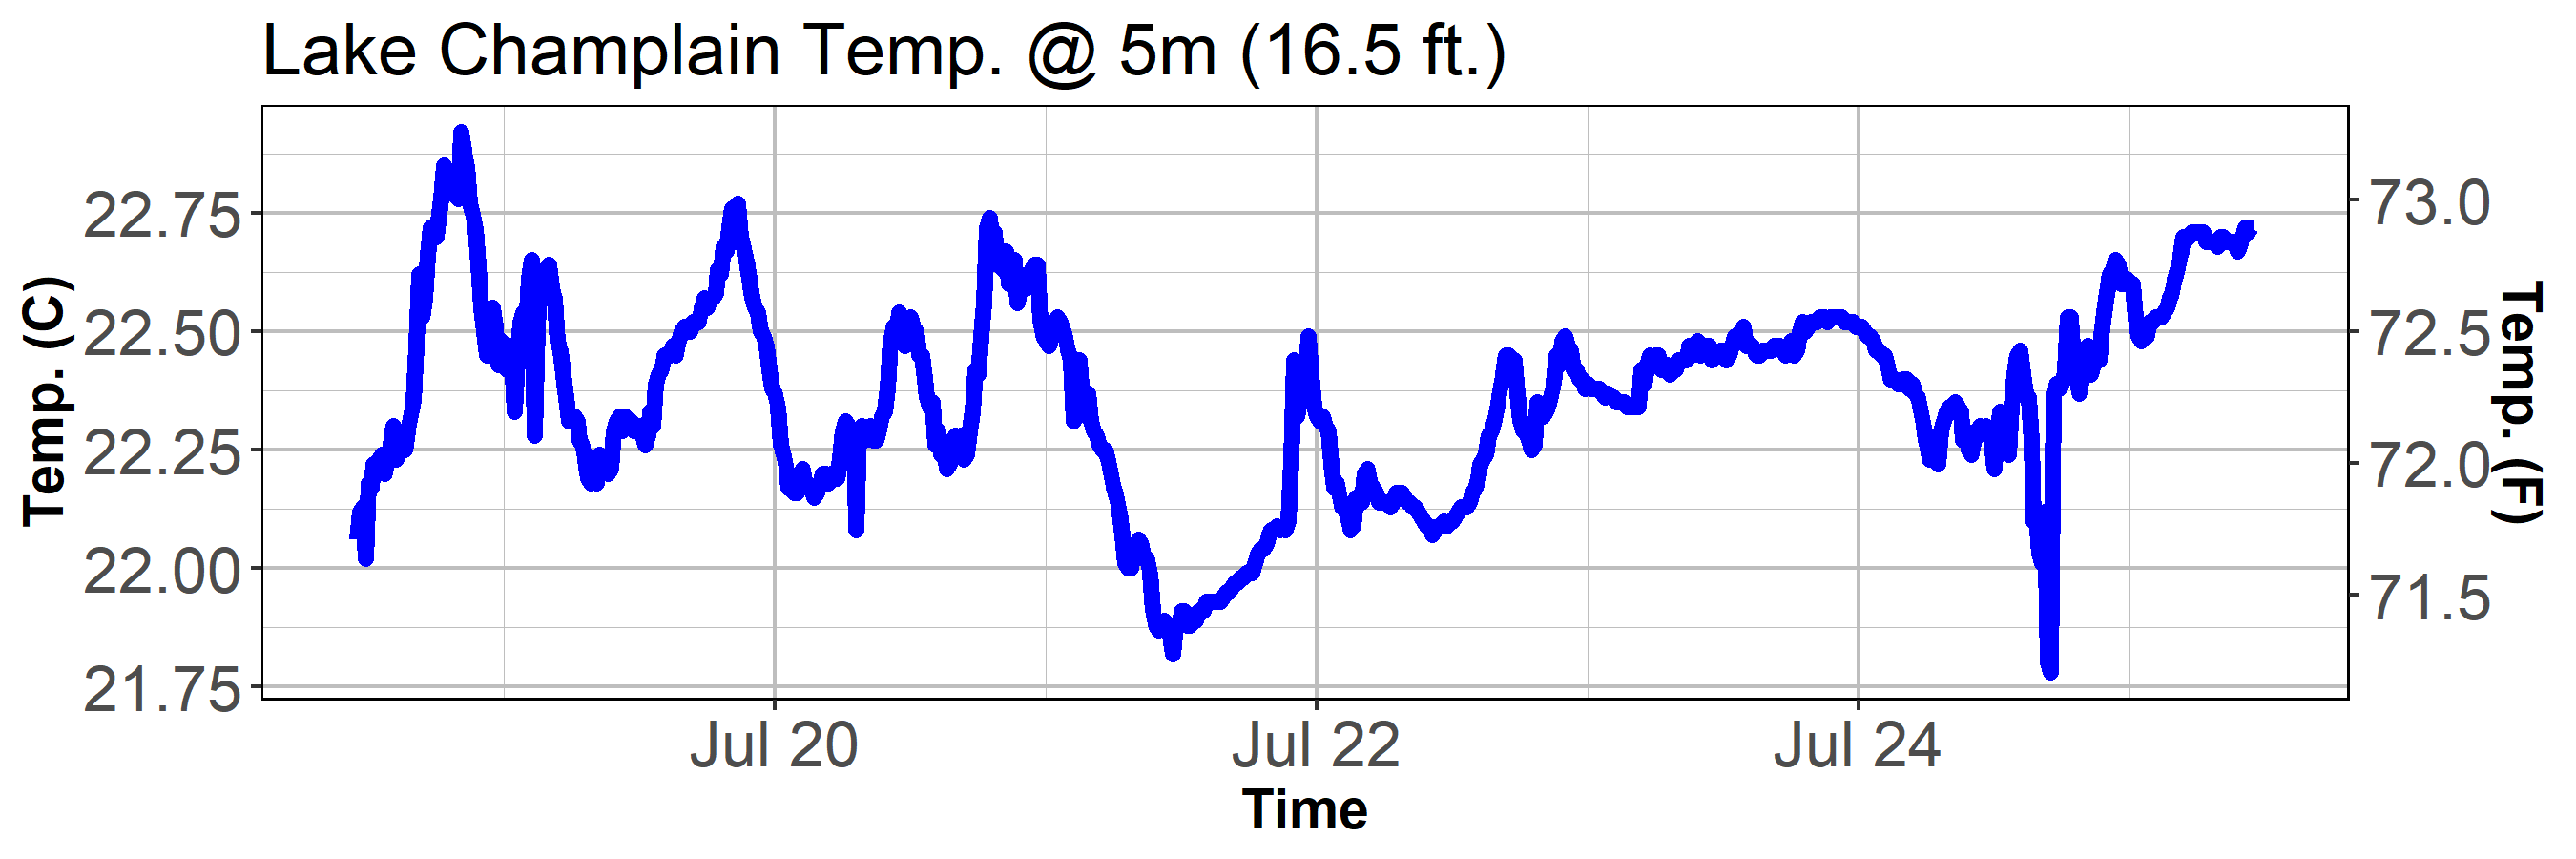 Lake Champlain Temp. @ 5m (16.5 ft.)
Temp. (C)
22.75
22.50
22.25
22.00
21.75
73.0
72.5
72.0
71.5
Temp. (F)
Jul 20
Jul 22
Jul 24
Time